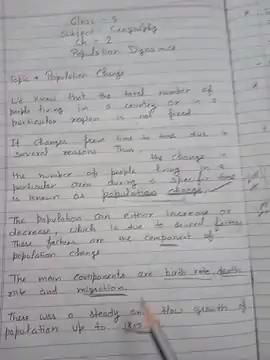 Class - 5
Subject - Geography
Ch - 2
Population Dynamics
Topic + Population Change
We know that the total number of
people living in a country or in a
particular region is not fixed
It changes from time to time due to
several reasons Thus
the change in
the number of people living in a
particular area during a specific time
is known as population change.
The population can either increase or
decrease, which is due to several factors
These factors are the component of
population change
The main components are birth rate, death
rate and migration.
There was a steady and slow growth of
population up to